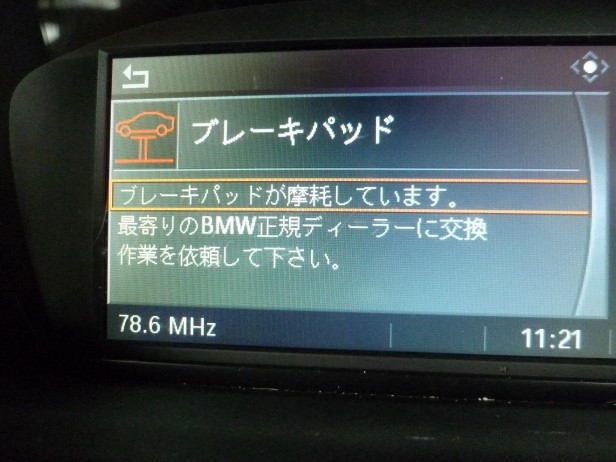 ブレーキパッド
ブレーキパッドが摩耗しています。
最寄りのBMW正規ディーラーに交換
作業を依頼して下さい。
78.6 MHz
11:21